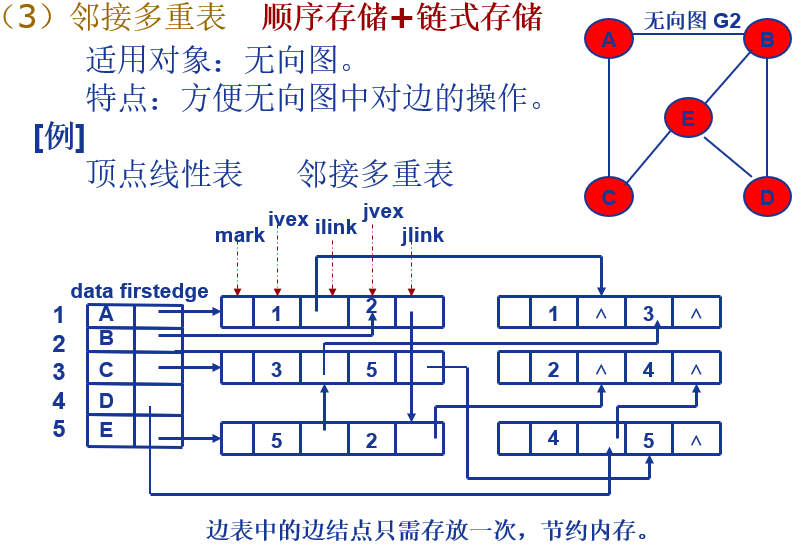 （3）邻接多重表 顺序存储+链式存储
无向图 G2
适用对象：无向图。
特点：方便无向图中对边的操作。
[例]
顶点线性表 邻接多重表
A B
E
C D
mark ivex ilink jvex jlink
data firstedge
1 A 1 2 1 ^ 3 ^
2 B
3 C 3 5 2 ^ 4 ^
4 D
5 E 5 2 4 5 ^
边表中的边结点只需存放一次，节约内存。